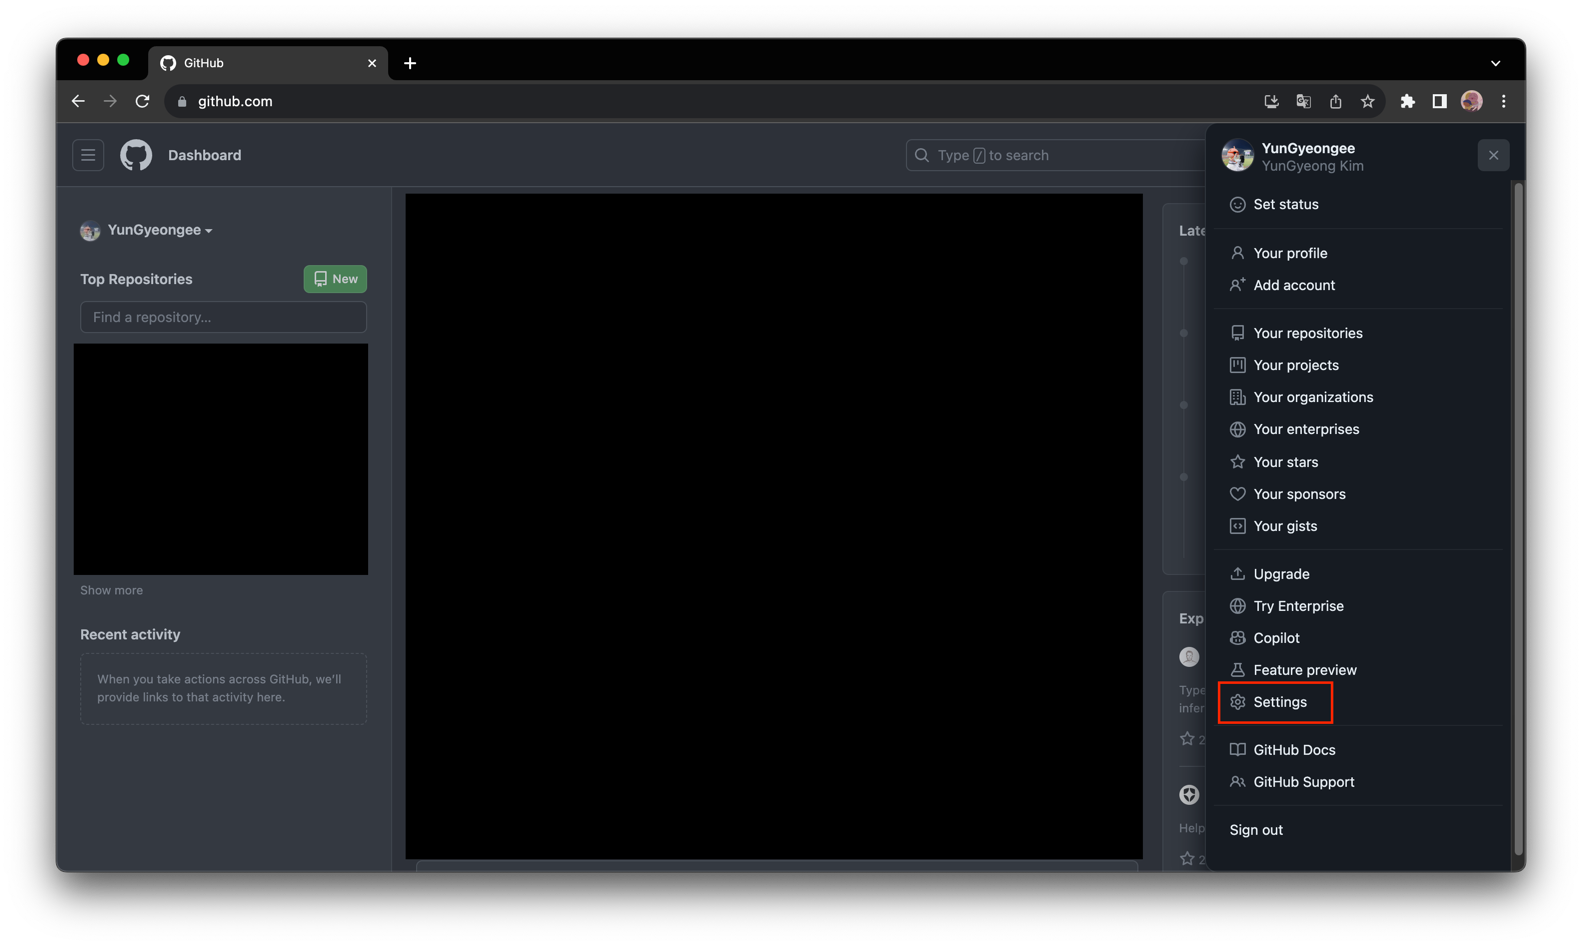 GitHub
github.com
Dashboard
Type / to search
YunGyeongee
YunGyeong Kim
YunGyeongee
Top Repositories
New
Find a repository...
Show more
Recent activity
When you take actions across GitHub, we'll
provide links to that activity here.
Late
Exp
Type
infer
2
Help
2
Set status
Your profile
Add account
Your repositories
Your projects
Your organizations
Your enterprises
Your stars
Your sponsors
Your gists
Upgrade
Try Enterprise
Copilot
Feature preview
Settings
GitHub Docs
GitHub Support
Sign out